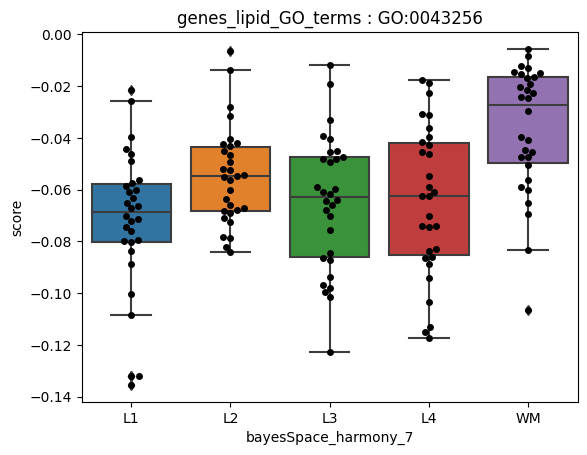 genes_lipid_GO_terms : GO:0043256
0.00
−0.02
−0.04
−0.06
−0.08
−0.10
−0.12
−0.14
score
L1 L2 L3 L4 WM
bayesSpace_harmony_7